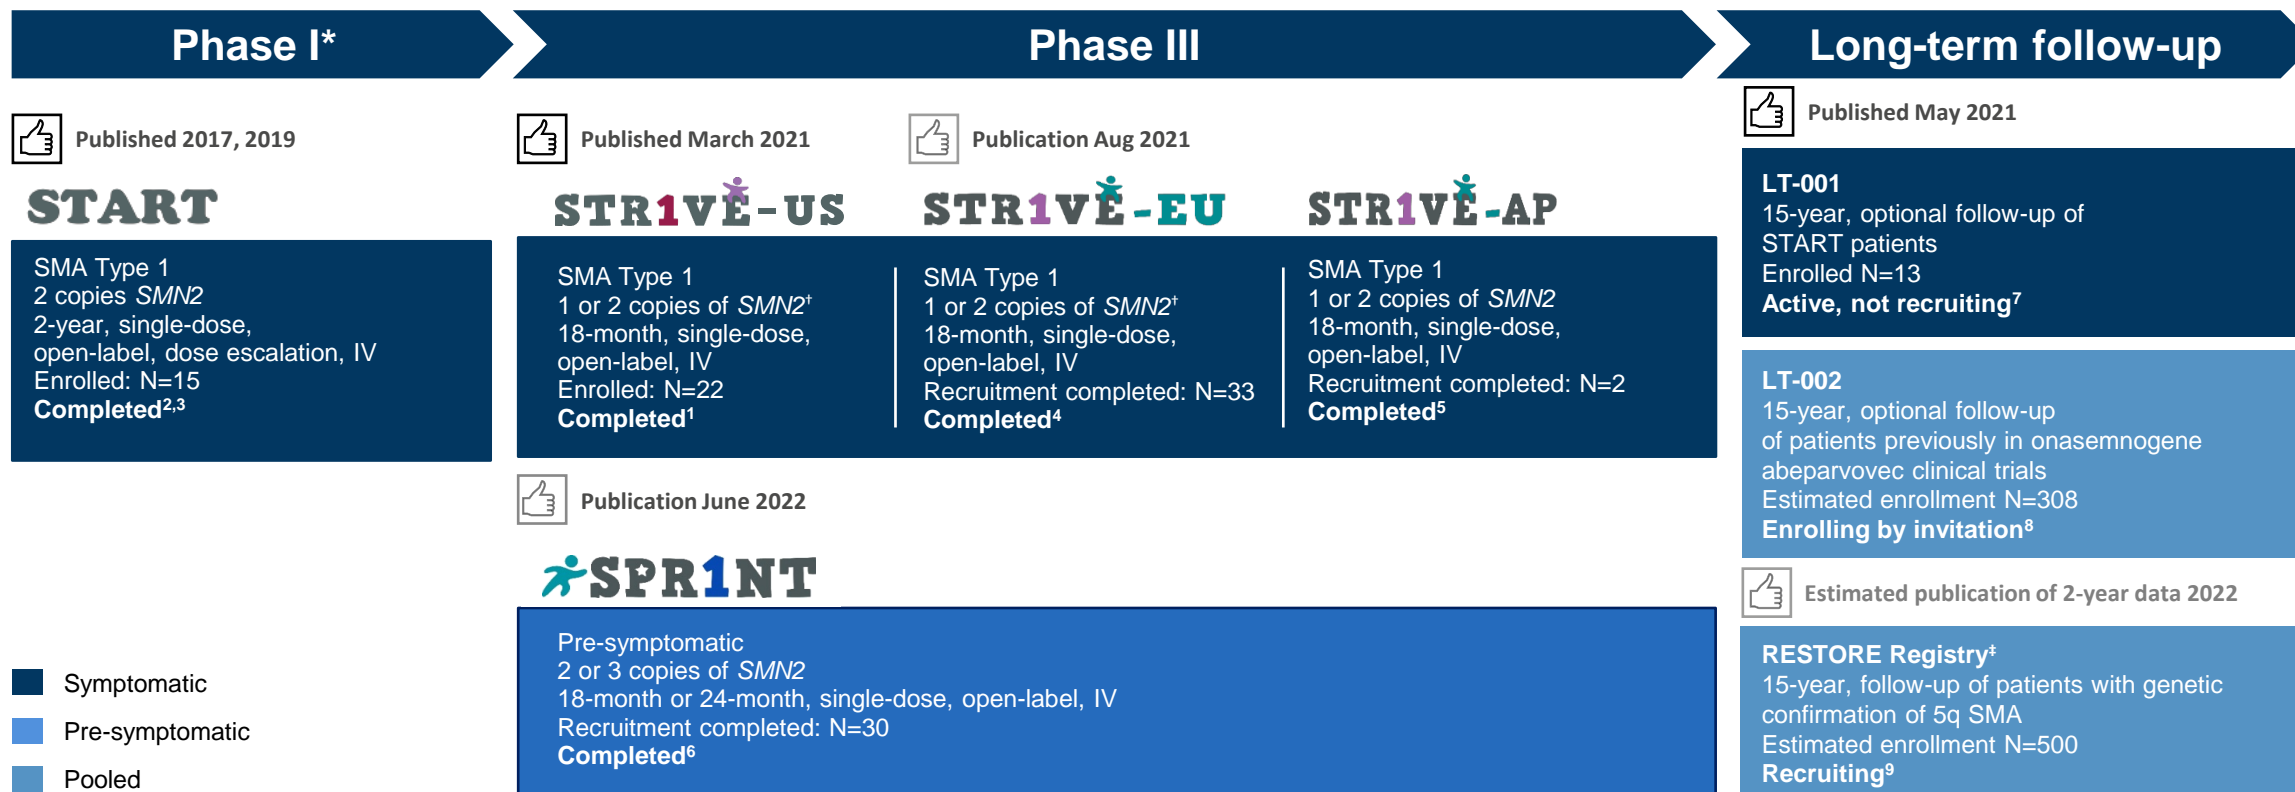 Phase I*
Phase III
Long-term follow-up
Published 2017, 2019
START
SMA Type 1
2 copies SMN2
2-year, single-dose,
open-label, dose escalation, IV
Enrolled: N=15
Completed2,3
Published March 2021
STR1VE-US
SMA Type 1
1 or 2 copies of SMN2†
18-month, single-dose,
open-label, IV
Enrolled: N=22
Completed1
Publication Aug 2021
STR1VE-EU
SMA Type 1
1 or 2 copies of SMN2†
18-month, single-dose,
open-label, IV
Recruitment completed: N=33
Completed4
STR1VE-AP
SMA Type 1
1 or 2 copies of SMN2
18-month, single-dose,
open-label, IV
Recruitment completed: N=2
Completed5
Publication June 2022
SPR1NT
Pre-symptomatic
2 or 3 copies of SMN2
18-month or 24-month, single-dose, open-label, IV
Recruitment completed: N=30
Completed6
Published May 2021
LT-001
15-year, optional follow-up of
START patients
Enrolled N=13
Active, not recruiting7
LT-002
15-year, optional follow-up
of patients previously in onasemnogene
abeparvovec clinical trials
Estimated enrollment N=308
Enrolling by invitation8
Estimated publication of 2-year data 2022
RESTORE Registry‡
15-year, follow-up of patients with genetic
confirmation of 5q SMA
Estimated enrollment N=500
Recruiting9
Symptomatic
Pre-symptomatic
Pooled